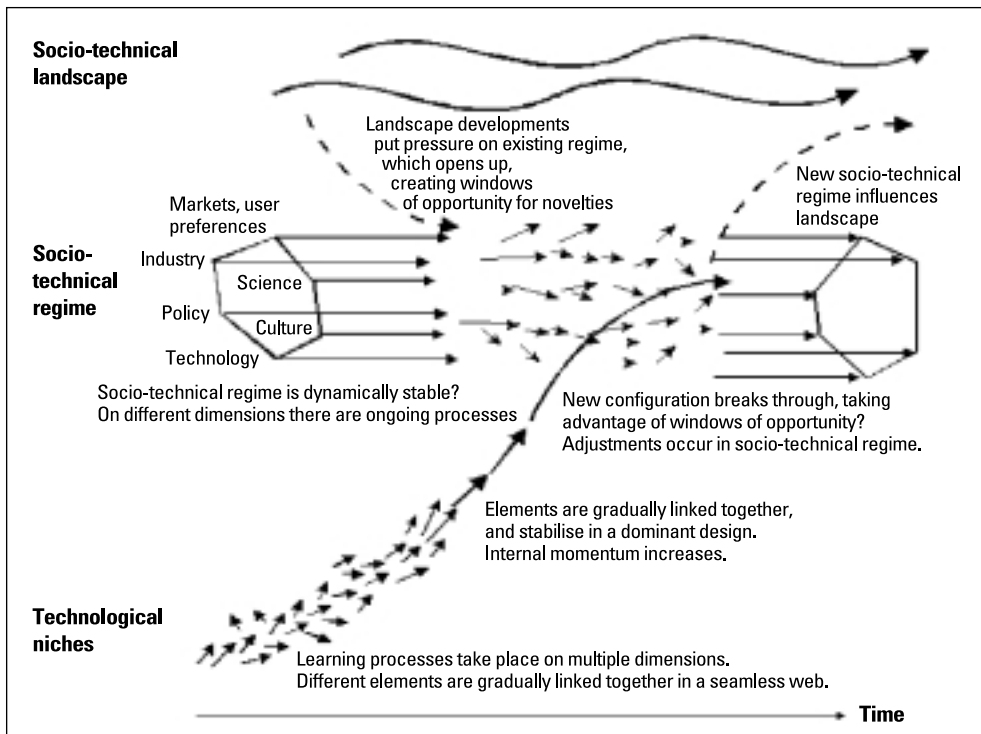 Socio-technical
landscape
Landscape developments
put pressure on existing regime,
which opens up,
creating windows
of opportunity for novelties
New socio-technical
regime influences
landscape
Markets, user
preferences
Socio-
technical
regime
Industry
Science
Policy
Culture
Technology
Socio-technical regime is dynamically stable?
On different dimensions there are ongoing processes
New configuration breaks through, taking
advantage of windows of opportunity?
Adjustments occur in socio-technical regime.
Elements are gradually linked together,
and stabilise in a dominant design.
Internal momentum increases.
Technological
niches
Learning processes take place on multiple dimensions.
Different elements are gradually linked together in a seamless web.
Time